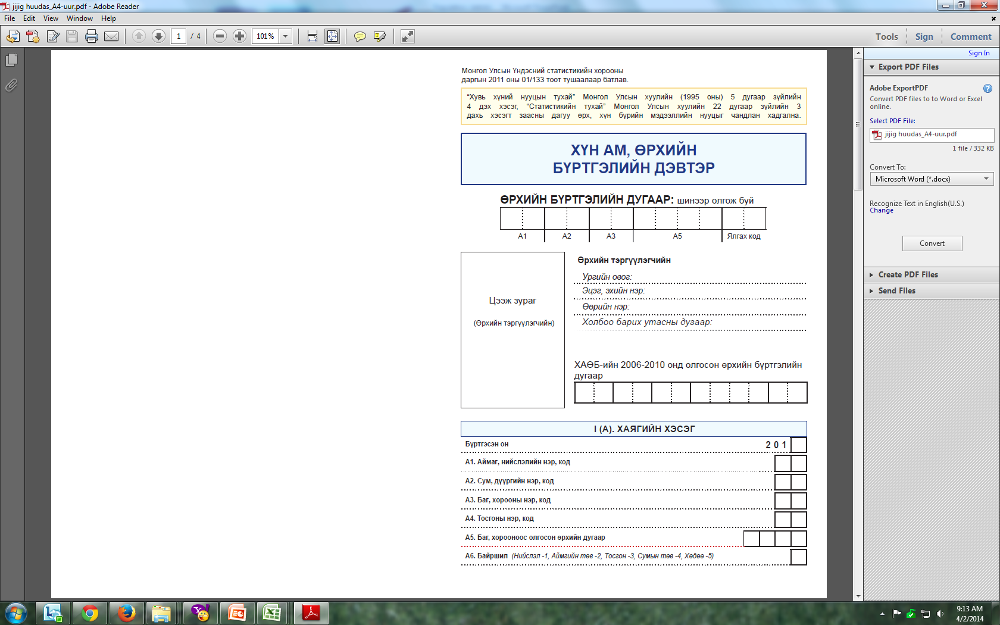 jijig huudas_A4-uur.pdf - Adobe Reader
File Edit View Window Help
1 / 4 101%
Tools Sign Comment
Sign In
Монгол Улсын Үндэсний статистикийн хорооны
даргын 2011 оны 01/133 тоот тушаалаар батлав.
“Хувь хүний нууцын тухай” Монгол Улсын хуулийн (1995 оны) 5 дугаар зүйлийн
4 дэх хэсэг, “Статистикийн тухай” Монгол Улсын хуулийн 22 дугаар зүйлийн 3
дахь хэсэгт заасны дагуу өрх, хүн бүрийн мэдээллийн нууцыг чандлан хадгална.
ХҮН АМ, ӨРХИЙН
БҮРТГЭЛИЙН ДЭВТЭР
ӨРХИЙН БҮРТГЭЛИЙН ДУГААР: шинээр олгож буй
А1 А2 А3 А5 Ялгах код
Цээж зураг
(Өрхийн тэргүүлэгчийн)
Өрхийн тэргүүлэгчийн
Ургийн овог:
Эцэг, эхийн нэр:
Өөрийн нэр:
Холбоо барих утасны дугаар:
ХАӨБ-ийн 2006-2010 онд олгосон өрхийн бүртгэлийн
дугаар
I (А). ХАЯГИЙН ХЭСЭГ
Бүртгэсэн он 2 0 1
А1. Аймаг, нийслэлийн нэр, код
А2. Сум, дүүргийн нэр, код
А3. Баг, хорооны нэр, код
А4. Тосгоны нэр, код
А5. Баг, хорооноос олгосон өрхийн дугаар
А6. Байршил (Нийслэл -1, Аймгийн төв -2, Тосгон -3, Сумын төв -4, Хөдөө -5)
Export PDF Files
Adobe ExportPDF
Convert PDF files to to Word or Excel
online.
Select PDF File:
jijig huudas_A4-uur.pdf
1 file / 332 KB
Convert To:
Microsoft Word (*.docx)
Recognize Text in English(U.S.)
Change
Convert
Create PDF Files
Send Files
9:13 AM
4/2/2014